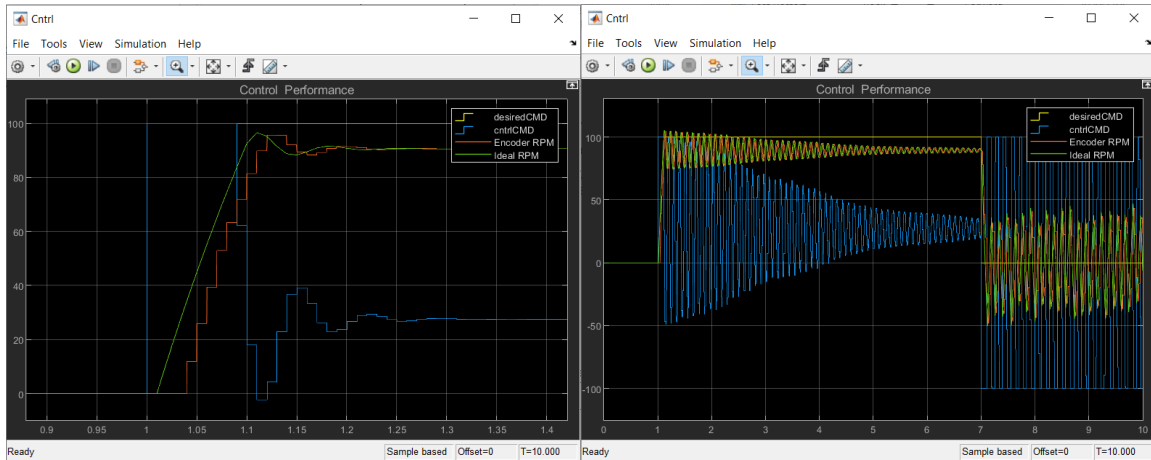 Cntrl
File Tools View Simulation Help
Control Performance
desiredCMD
cntrlCMD
Encoder RPM
Ideal RPM
100
80
60
40
20
0
0.9 0.95 1 1.05 1.1 1.15 1.2 1.25 1.3 1.35 1.4
Ready Sample based Offset=0 T=10.000
Cntrl
File Tools View Simulation Help
Control Performance
desiredCMD
cntrlCMD
Encoder RPM
Ideal RPM
100
50
0
-50
-100
0 1 2 3 4 5 6 7 8 9 10
Ready Sample based Offset=0 T=10.000